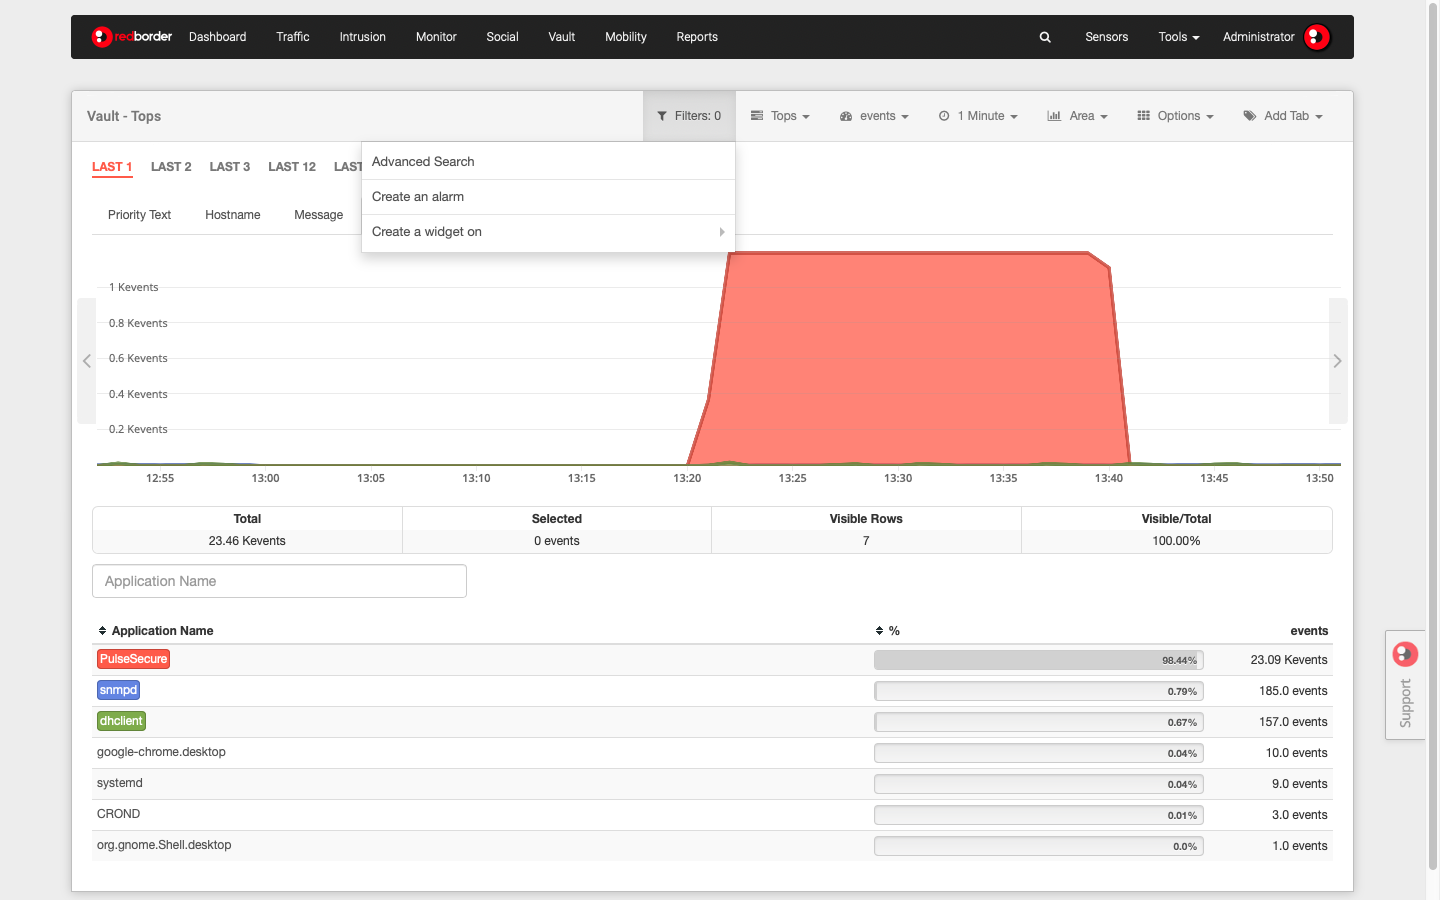 redborder Dashboard Traffic Intrusion Monitor Social Vault Mobility Reports Sensors Tools Administrator
Vault - Tops Filters: 0 Tops events 1 Minute Area Options Add Tab
LAST 1 LAST 2 LAST 3 LAST 12 LAST
Advanced Search
Create an alarm
Create a widget on
Priority Text Hostname Message
1 Kevents
0.8 Kevents
0.6 Kevents
0.4 Kevents
0.2 Kevents
12:55 13:00 13:05 13:10 13:15 13:20 13:25 13:30 13:35 13:40 13:45 13:50
Total Selected Visible Rows Visible/Total
23.46 Kevents 0 events 7 100.00%
Application Name
Application Name % events
PulseSecure 98.44% 23.09 Kevents
snmpd 0.79% 185.0 events
dhclient 0.67% 157.0 events
google-chrome.desktop 0.04% 10.0 events
systemd 0.04% 9.0 events
CROND 0.01% 3.0 events
org.gnome.Shell.desktop 0.0% 1.0 events
Support